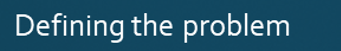 Defining the problem